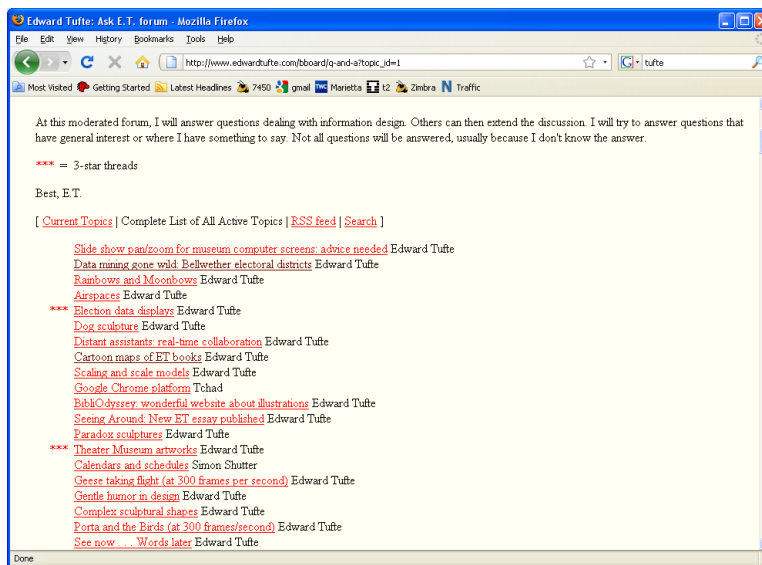 Edward Tufte: Ask E.T. forum - Mozilla Firefox
File Edit View History Bookmarks Tools Help
http://www.edwardtufte.com/bboard/q-and-a?topic_id=1 tufte
Most Visited Getting Started Latest Headlines 7450 gmail Marietta t2 Zimbra Traffic
At this moderated forum, I will answer questions dealing with information design. Others can then extend the discussion. I will try to answer questions that
have general interest or where I have something to say. Not all questions will be answered, usually because I don't know the answer.
*** = 3-star threads
Best, E.T.
[ Current Topics | Complete List of All Active Topics | RSS feed | Search ]
Slide show pan/zoom for museum computer screens: advice needed Edward Tufte
Data mining gone wild: Bellwether electoral districts Edward Tufte
Rainbows and Moonbows Edward Tufte
Airspaces Edward Tufte
*** Election data displays Edward Tufte
Dog sculpture Edward Tufte
Distant assistants: real-time collaboration Edward Tufte
Cartoon maps of ET books Edward Tufte
Scaling and scale models Edward Tufte
Google Chrome platform Tchad
BibliOdyssey: wonderful website about illustrations Edward Tufte
Seeing Around: New ET essay published Edward Tufte
Paradox sculptures Edward Tufte
*** Theater Museum artworks Edward Tufte
Calendars and schedules Simon Shutter
Geese taking flight (at 300 frames per second) Edward Tufte
Gentle humor in design Edward Tufte
Complex sculptural shapes Edward Tufte
Porta and the Birds (at 300 frames/second) Edward Tufte
See now . . . Words later Edward Tufte
Done